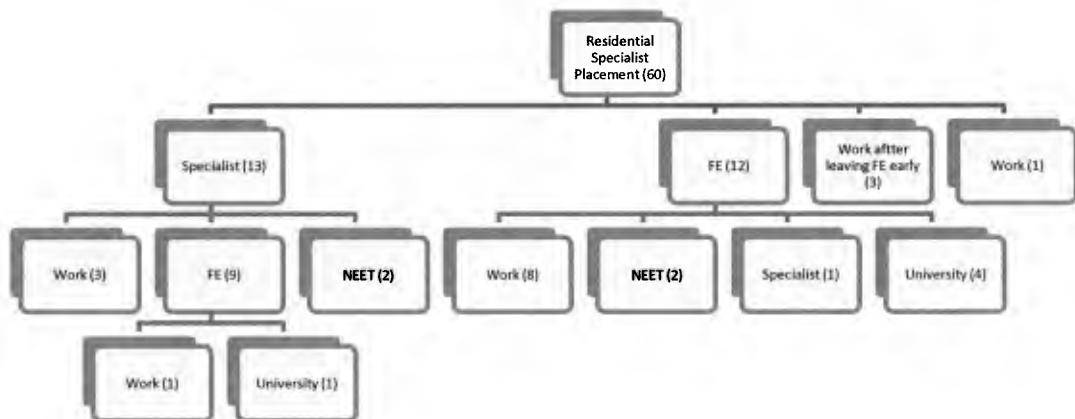 Residential
Specialist
Placement (60)
Specialist (13)
FE (12)
Work aftter
leaving FE early
(3)
Work (1)
Work (3)
FE (9)
NEET (2)
Work (8)
NEET (2)
Specialist (1)
University (4)
Work (1)
University (1)